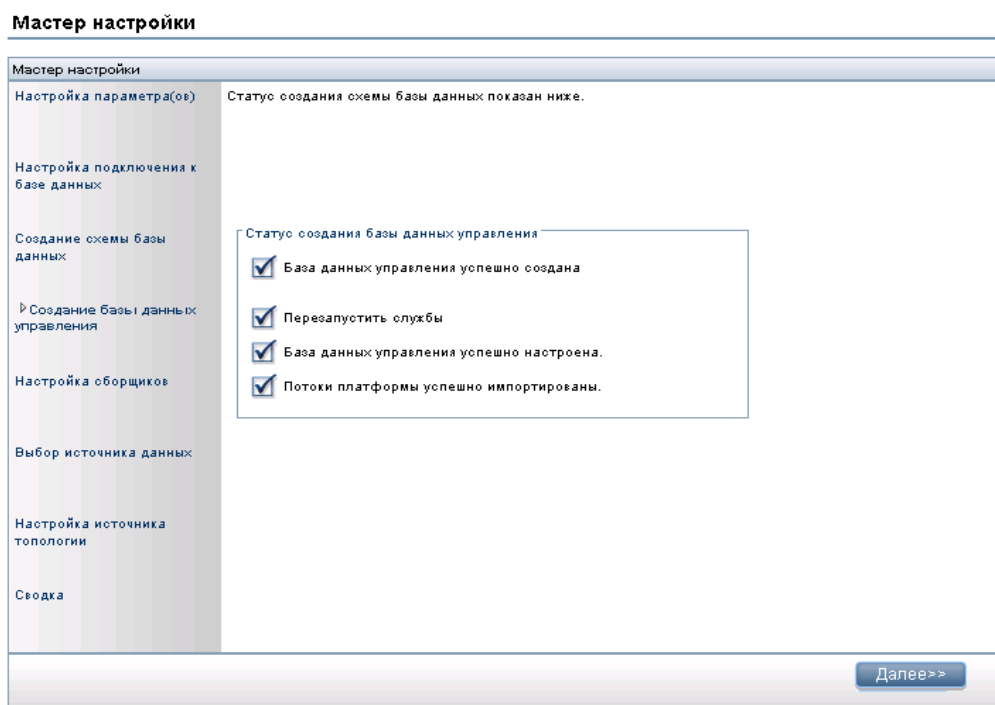 Мастер настройки
Мастер настройки
Настройка параметра(ов)
Настройка подключения к
базе данных
Создание схемы базы
данных
Создание базы данных
управления
Настройка сборщиков
Выбор источника данных
Настройка источника
топологии
Сводка
Статус создания схемы базы данных показан ниже.
Статус создания базы данных управления
База данных управления успешно создана
Перезапустить службы
База данных управления успешно настроена.
Потоки платформы успешно импортированы.
Далее>>